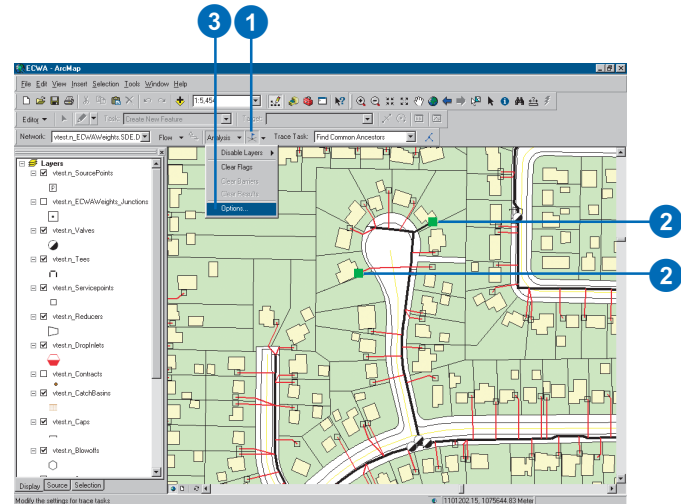 3
1
ECWA - ArcMap
File Edit View Insert Selection Tools Window Help
1:5,454
Editor Task: Create New Feature Target:
Network: vtest.n_ECWAWeights.SDE.D Flow Analysis Trace Task: Find Common Ancestors
Disable Layers
Clear Flags
Clear Barriers
Clear Results
Options...
Layers
vtest.n_SourcePoints
vtest.n_ECWAWeights_Junctions
vtest.n_Valves
vtest.n_Tees
vtest.n_Servicepoints
vtest.n_Reducers
vtest.n_DropInlets
vtest.n_Contacts
vtest.n_CatchBasins
vtest.n_Caps
vtest.n_Blowoffs
2
2
Display Source Selection
Modify the settings for trace tasks
1101202.15, 1075644.83 Meter